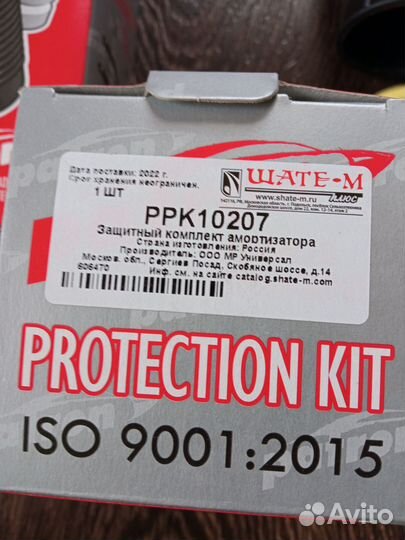 Дата поставки: 2022 г.
Срок хранения неограничен.
1 ШТ
ШАТЕ-М
ПЛЮС
www.shate-m.ru
PPK10207
Защитный комплект амортизатора
Страна изготовления: Россия
Производитель: ООО МР Универсал
Москов. обл., Сергиев Посад, Скобяное шоссе, д.14
606470
Инф. см. на сайте catalog.shate-m.com
PROTECTION KIT
ISO 9001:2015
Avito